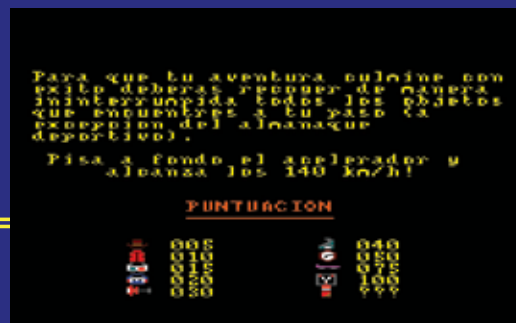 Para que tu aventura culmine con
exito deberas recoger de manera
ininterrumpida todos los objetos
que encuentres a tu paso (a
excepcion del almanaque
deportivo).
Pisa a fondo el acelerador y
alcanza los 140 km/h!
PUNTUACION
005 040
010 050
015 075
020 100
030 ???